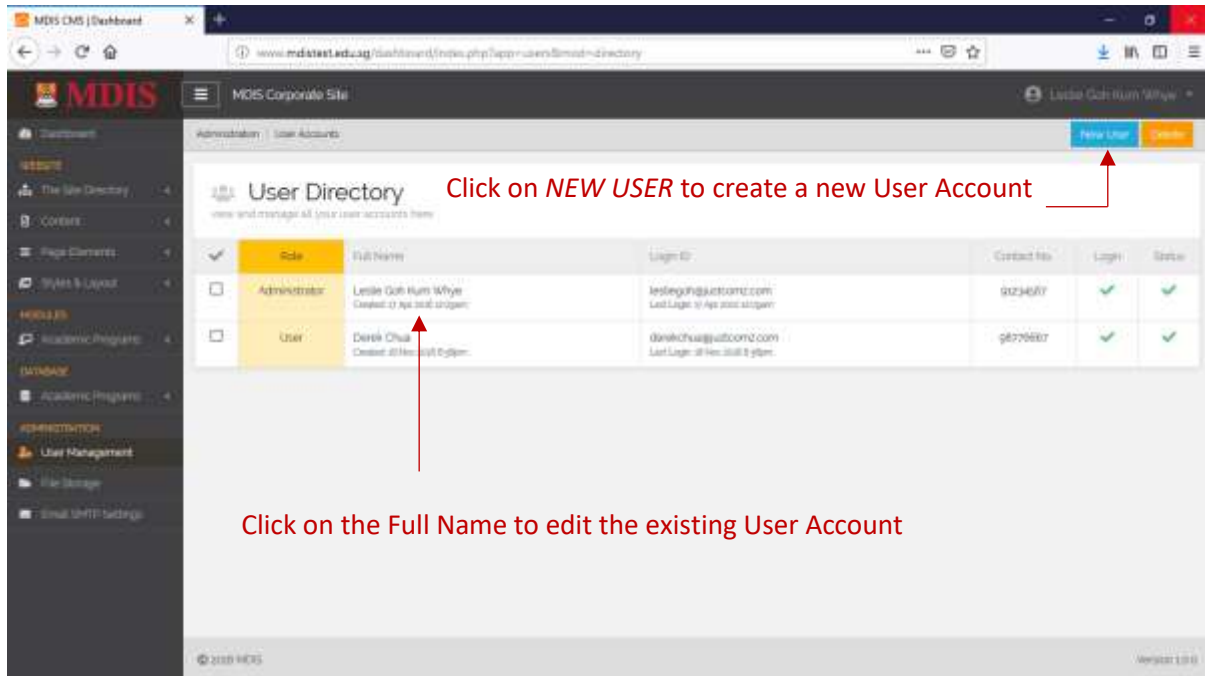 MDIS CMS | Dashboard
www.mdistest.edu.sg/dashboard/index.php?app=users&mod=directory
MDIS
MDIS Corporate Site
Leslie Goh Kum Whye
Dashboard
Administration | User Accounts
New User
Delete
WEBSITE
The Site Directory
Content
Page Elements
Styles & Layout
MODULES
Academic Programs
DATABASE
Academic Programs
ADMINISTRATION
User Management
File Storage
Email SMTP Settings
User Directory
view and manage all your user accounts here
Click on NEW USER to create a new User Account
Role Full Name Login ID Contact No. Login Status
Administrator Leslie Goh Kum Whye lesliegoh@justcomz.com 91234567
User Derek Chua derekchua@justcomz.com
Click on the Full Name to edit the existing User Account
MDIS
Version 1.0.0